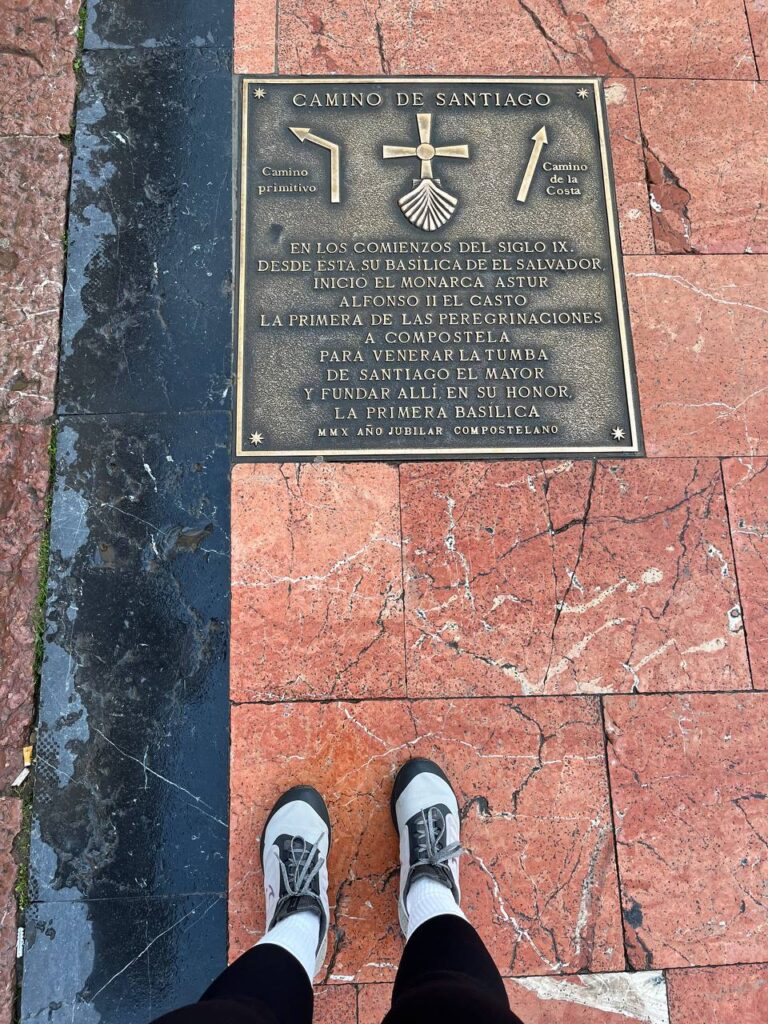 CAMINO DE SANTIAGO
Camino
primitivo
Camino
de la
Costa
EN LOS COMIENZOS DEL SIGLO IX.
DESDE ESTA, SU BASÍLICA DE EL SALVADOR,
INICIÓ EL MONARCA ASTUR
ALFONSO II EL CASTO
LA PRIMERA DE LAS PEREGRINACIONES
A COMPOSTELA
PARA VENERAR LA TUMBA
DE SANTIAGO EL MAYOR
Y FUNDAR ALLÍ, EN SU HONOR,
LA PRIMERA BASÍLICA
MMX AÑO JUBILAR COMPOSTELANO